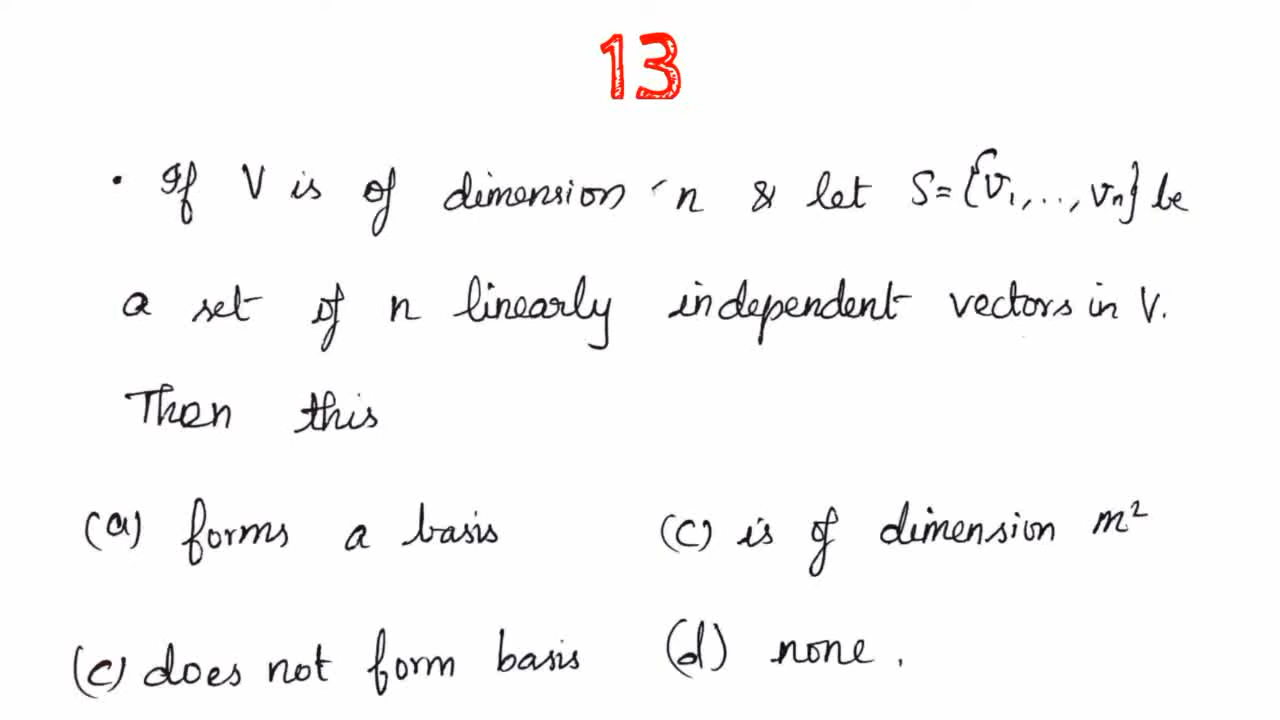 13
• If V is of dimension n & let S = {v₁, .., vₙ} be
a set of n linearly independent vectors in V.
Then this
(a) forms a basis
(c) is of dimension m²
(c) does not form basis
(d) none.